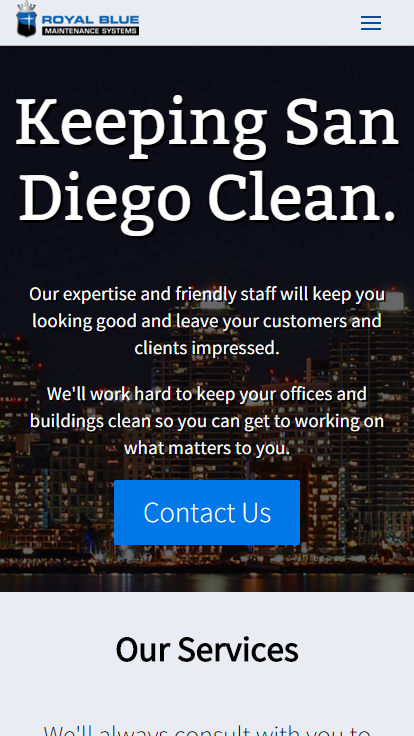 ROYAL BLUE
MAINTENANCE SYSTEMS
Keeping San
Diego Clean.
Our expertise and friendly staff will keep you
looking good and leave your customers and
clients impressed.
We'll work hard to keep your offices and
buildings clean so you can get to working on
what matters to you.
Contact Us
Our Services
We'll always consult with you to